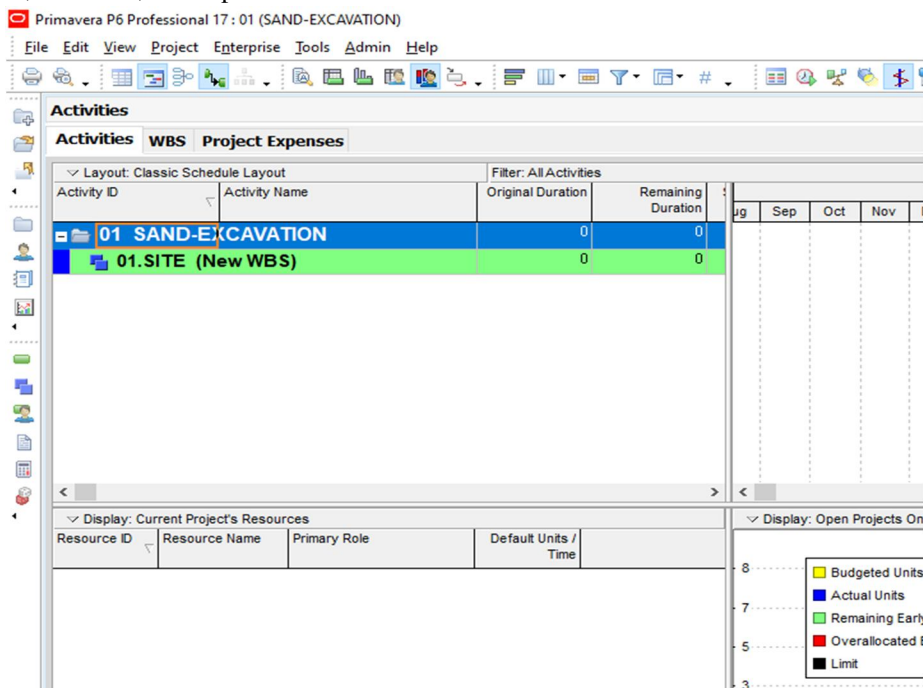 Primavera P6 Professional 17 : 01 (SAND-EXCAVATION)
File Edit View Project Enterprise Tools Admin Help
Activities
Activities WBS Project Expenses
Layout: Classic Schedule Layout Filter: All Activities
Activity ID Activity Name Original Duration Remaining Duration
ug Sep Oct Nov
01 SAND-EXCAVATION 0 0
01.SITE (New WBS) 0 0
Display: Current Project's Resources Display: Open Projects On
Resource ID Resource Name Primary Role Default Units / Time
8
7
5
3
Budgeted Units
Actual Units
Remaining Early
Overallocated E
Limit